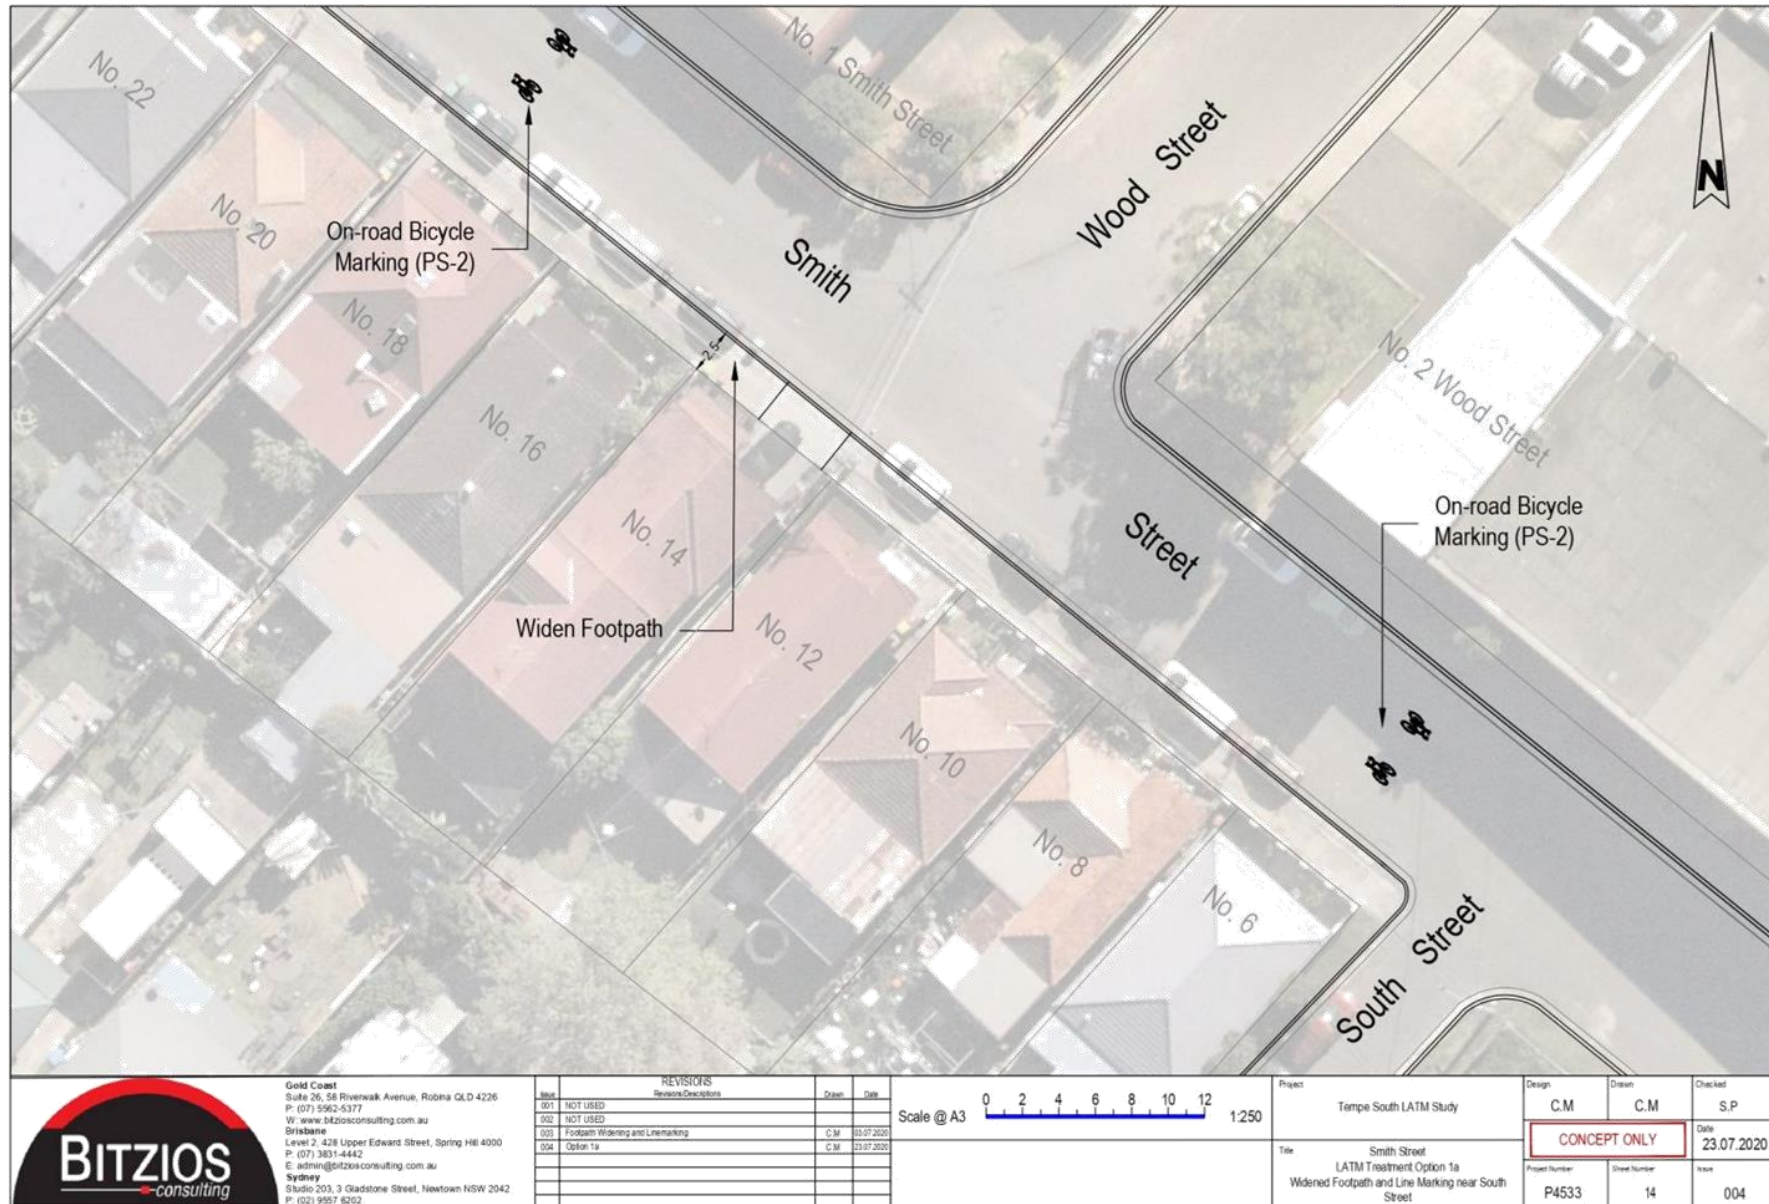 No. 22
No. 1 Smith Street
No. 20
On-road Bicycle
Marking (PS-2)
Wood Street
N
Smith
No. 18
2.5
No. 16
No. 2 Wood Street
No. 14
Street
On-road Bicycle
Marking (PS-2)
Widen Footpath
No. 12
No. 10
No. 8
No. 6
South Street
BITZIOS
consulting
Gold Coast
Suite 26, 58 Riverwalk Avenue, Robina QLD 4226
P: (07) 5562-5377
W: www.bitziosconsulting.com.au
Brisbane
Level 2, 428 Upper Edward Street, Spring Hill 4000
P: (07) 3831-4442
E: admin@bitziosconsulting.com.au
Sydney
Studio 203, 3 Gladstone Street, Newtown NSW 2042
P: (02) 9557 6202
REVISIONS
Issue Revisions Descriptions Drawn Date
001 NOT USED
002 NOT USED
003 Footpath Widening and Linemarking C.M 03.07.2020
004 Option 1a C.M 23.07.2020
Scale @ A3 0 2 4 6 8 10 12 1:250
Project
Tempe South LATM Study
Title
Smith Street
LATM Treatment Option 1a
Widened Footpath and Line Marking near South
Street
Design Drawn Checked
C.M C.M S.P
CONCEPT ONLY
Date
23.07.2020
Project Number Sheet Number Issue
P4533 14 004